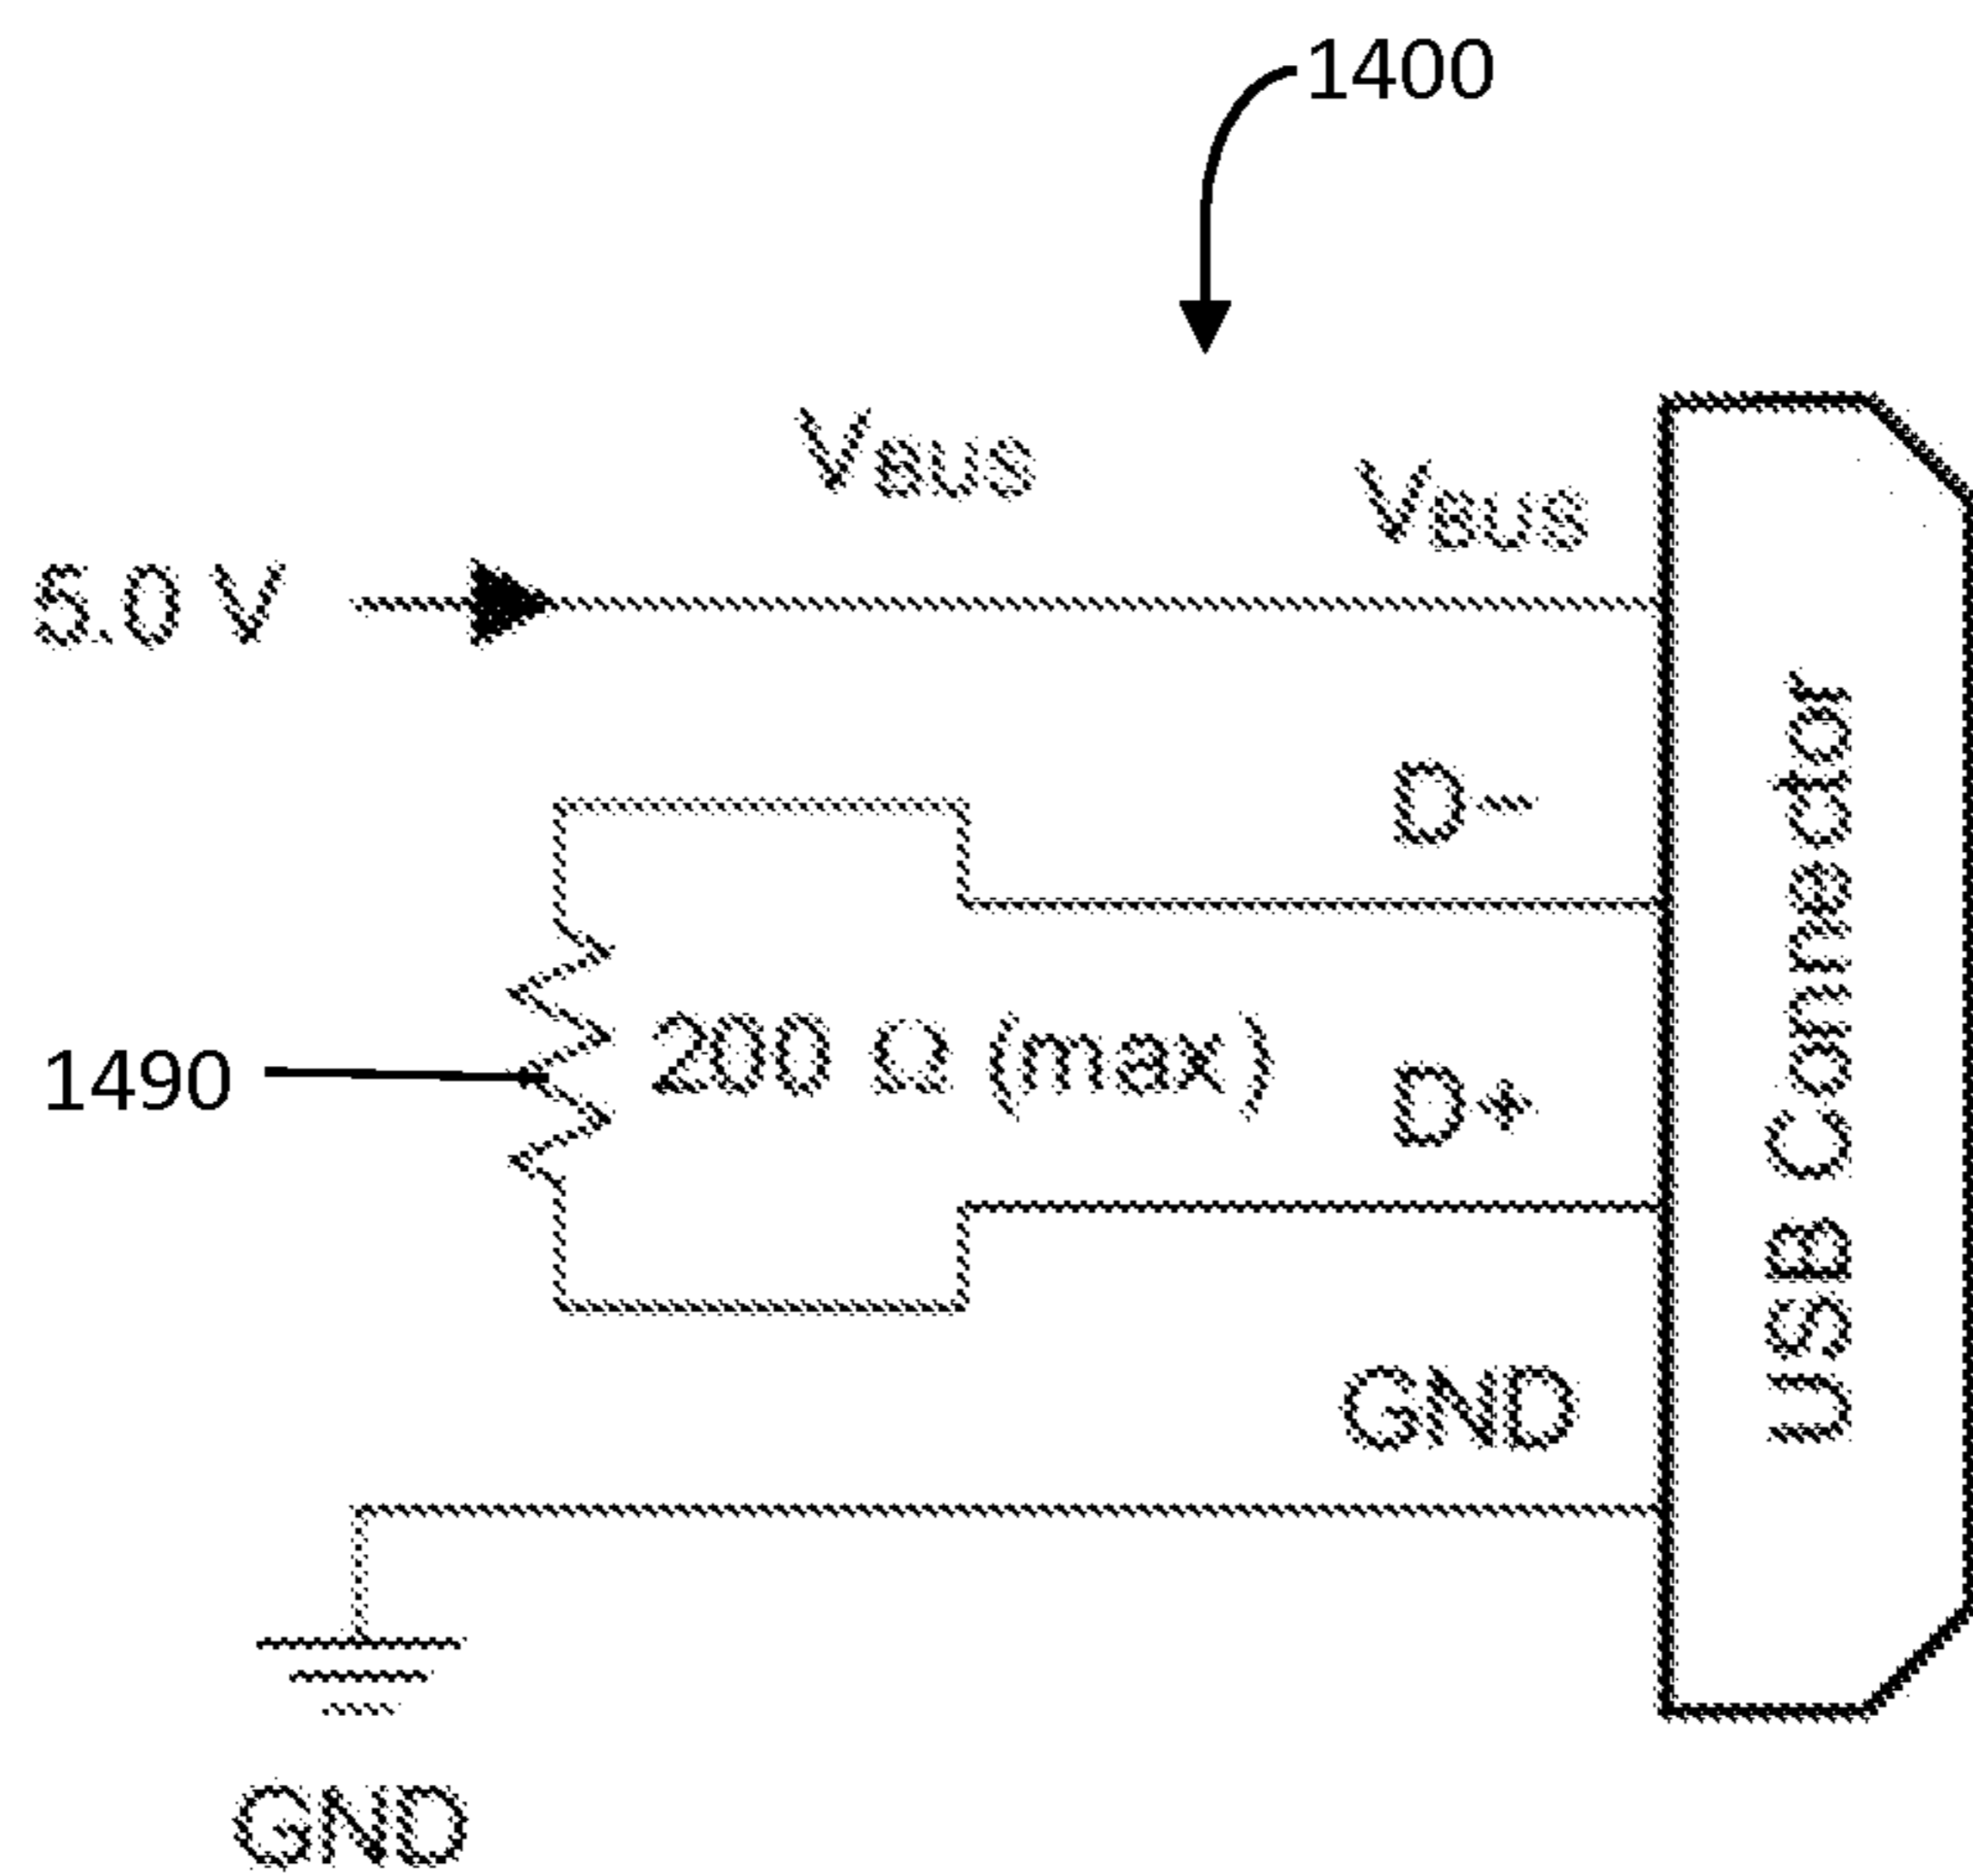 1400
VBUS
VBUS
5.0 V
D-
1490
200 Ω (max)
D+
USB Connector
GND
GND